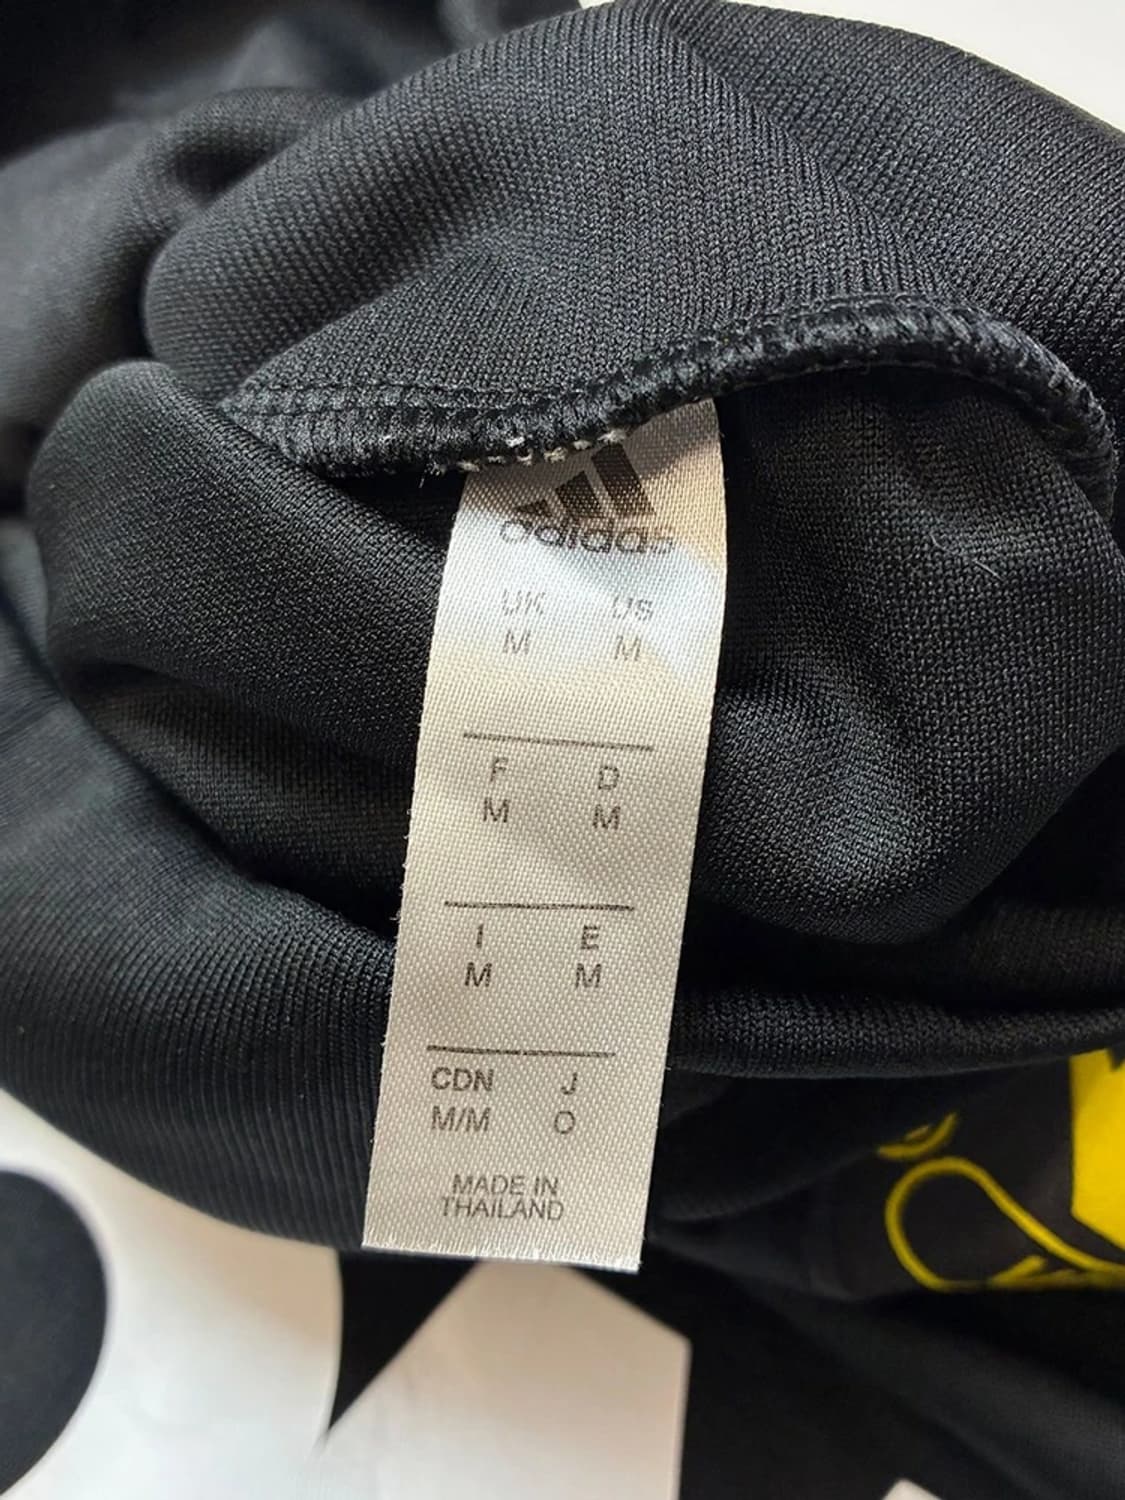 adidas
UK US
M M
F D
M M
I E
M M
CDN J
M/M O
MADE IN
THAILAND